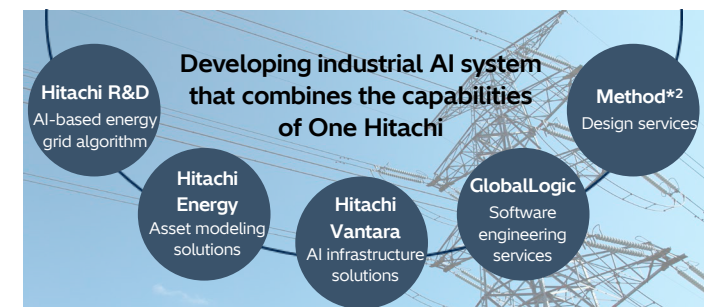 Developing industrial AI system
that combines the capabilities
of One Hitachi
Hitachi R&D
AI-based energy
grid algorithm
Hitachi
Energy
Asset modeling
solutions
Hitachi
Vantara
AI infrastructure
solutions
GlobalLogic
Software
engineering
services
Method*2
Design services